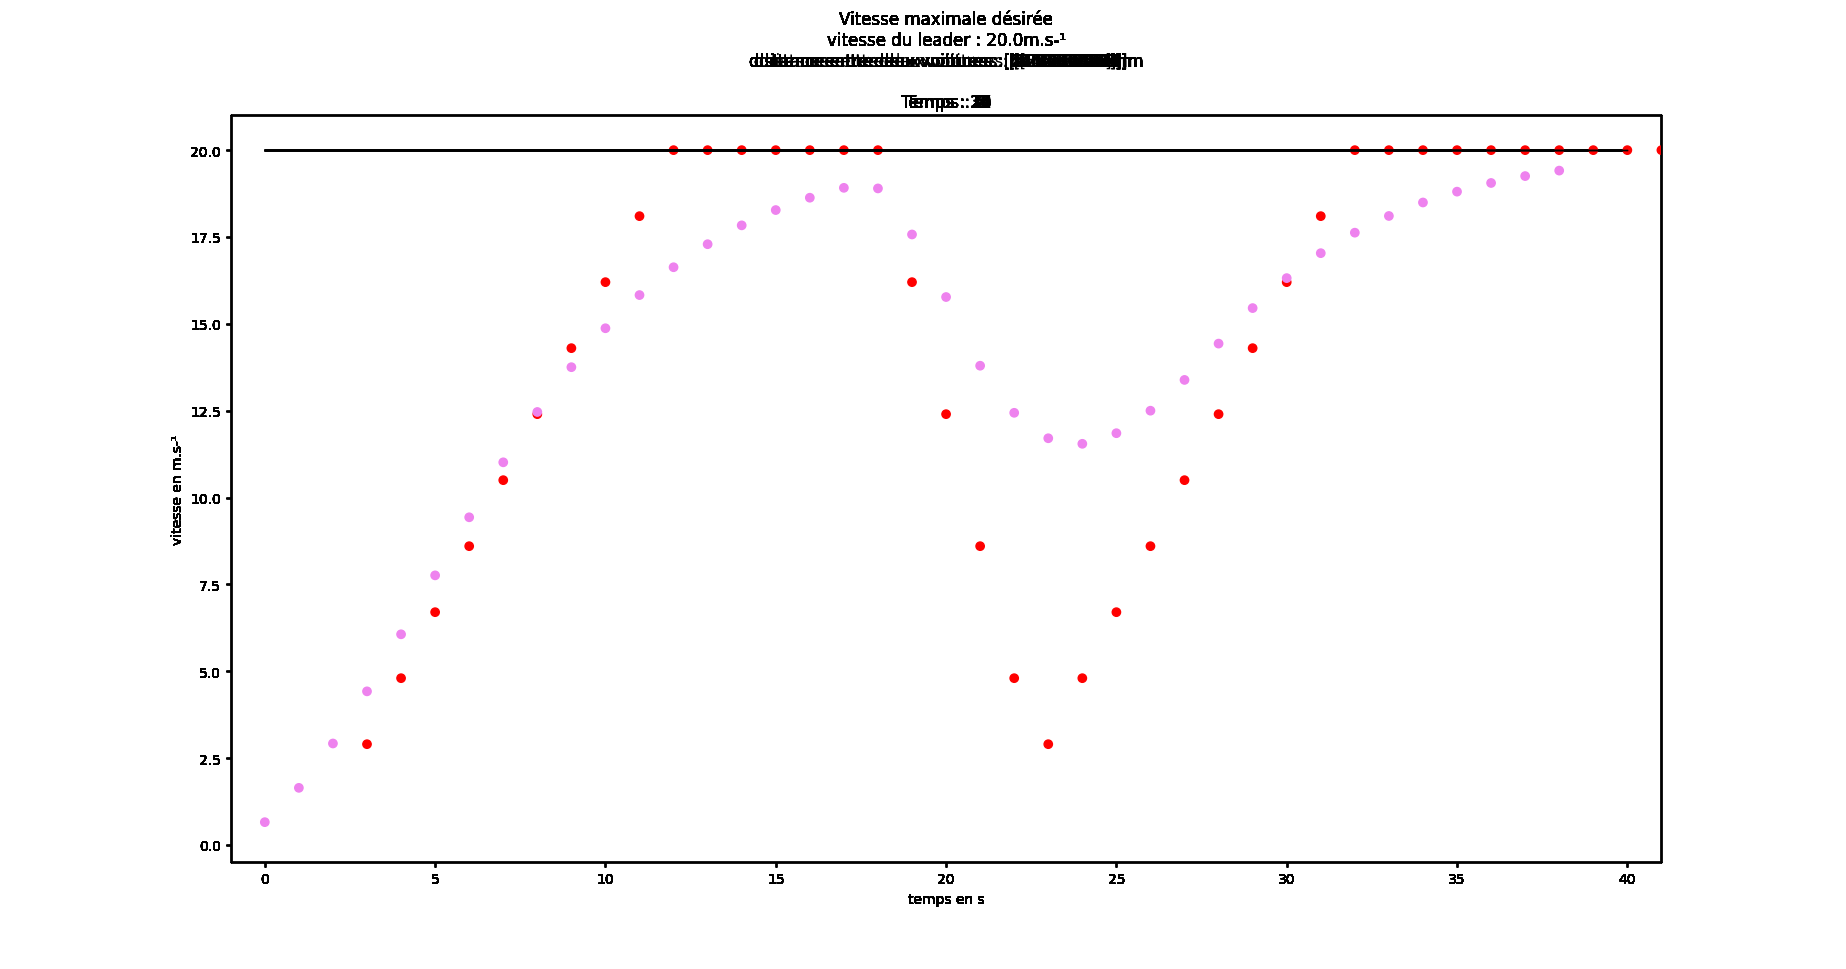 Vitesse maximale désirée
vitesse du leader : 20.0m.s-¹
Temps :
20.0
17.5
15.0
12.5
10.0
7.5
5.0
2.5
0.0
vitesse en m.s-¹
0 5 10 15 20 25 30 35 40
temps en s